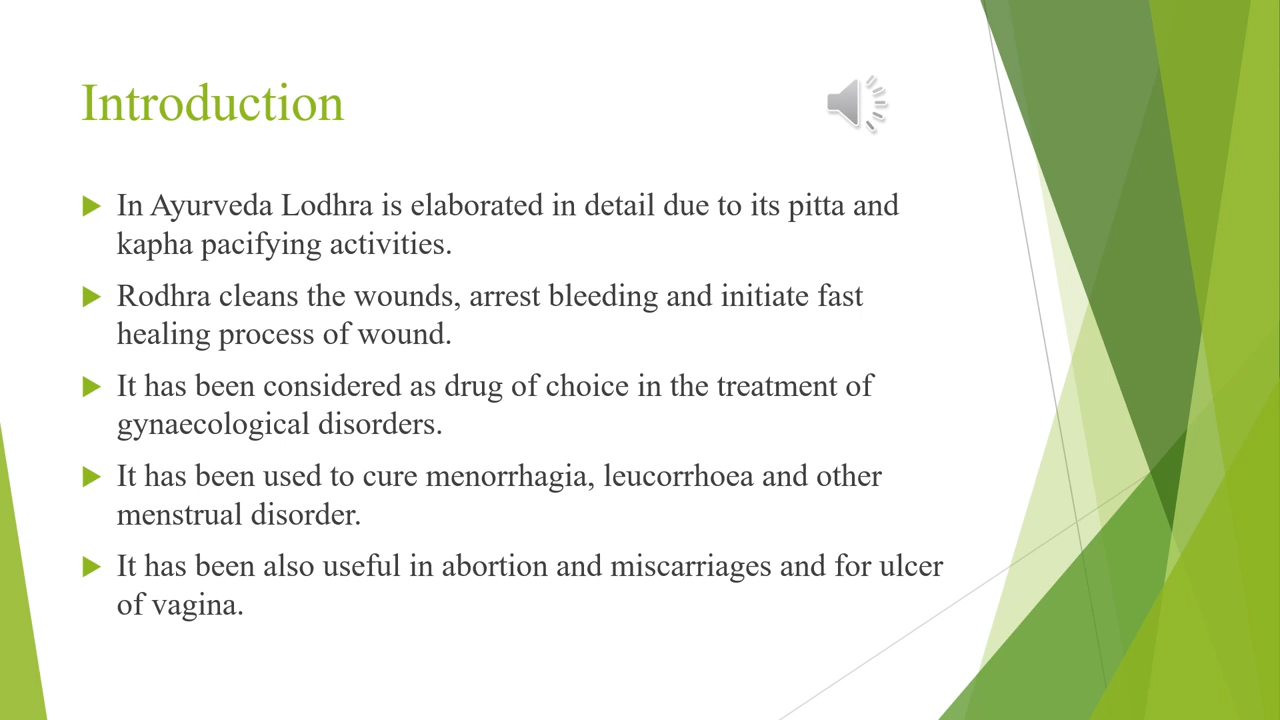 Introduction
In Ayurveda Lodhra is elaborated in detail due to its pitta and
kapha pacifying activities.
Rodhra cleans the wounds, arrest bleeding and initiate fast
healing process of wound.
It has been considered as drug of choice in the treatment of
gynaecological disorders.
It has been used to cure menorrhagia, leucorrhoea and other
menstrual disorder.
It has been also useful in abortion and miscarriages and for ulcer
of vagina.